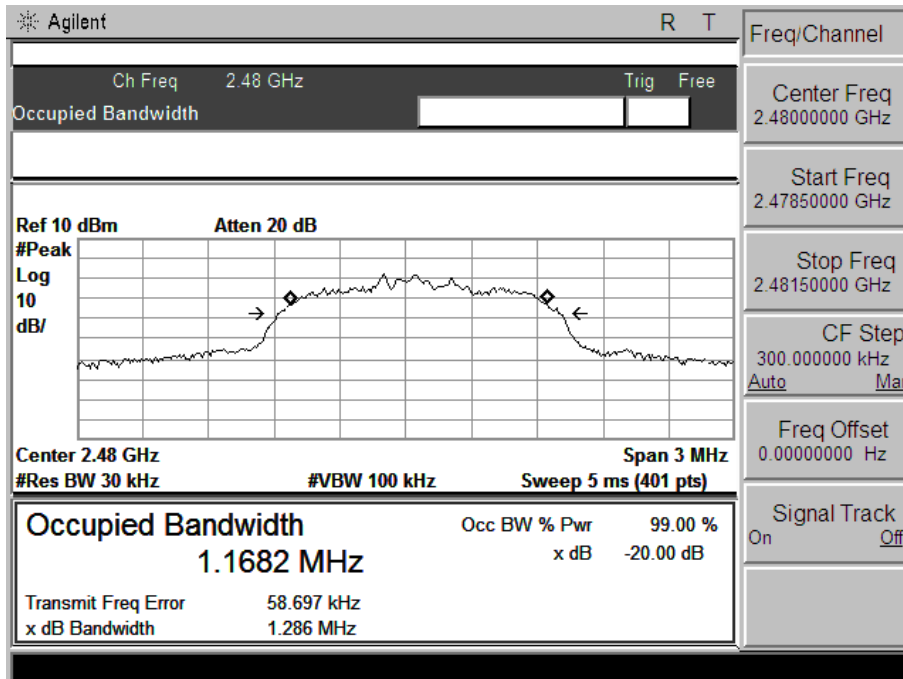 Agilent R T
Freq/Channel
Ch Freq 2.48 GHz Trig Free
Occupied Bandwidth
Center Freq
2.48000000 GHz
Start Freq
2.47850000 GHz
Stop Freq
2.48150000 GHz
CF Step
300.000000 kHz
Auto Mar
Freq Offset
0.00000000 Hz
Signal Track
On Off
Ref 10 dBm Atten 20 dB
#Peak
Log
10
dB/
Center 2.48 GHz Span 3 MHz
#Res BW 30 kHz #VBW 100 kHz Sweep 5 ms (401 pts)
Occupied Bandwidth
1.1682 MHz
Occ BW % Pwr 99.00 %
x dB -20.00 dB
Transmit Freq Error 58.697 kHz
x dB Bandwidth 1.286 MHz